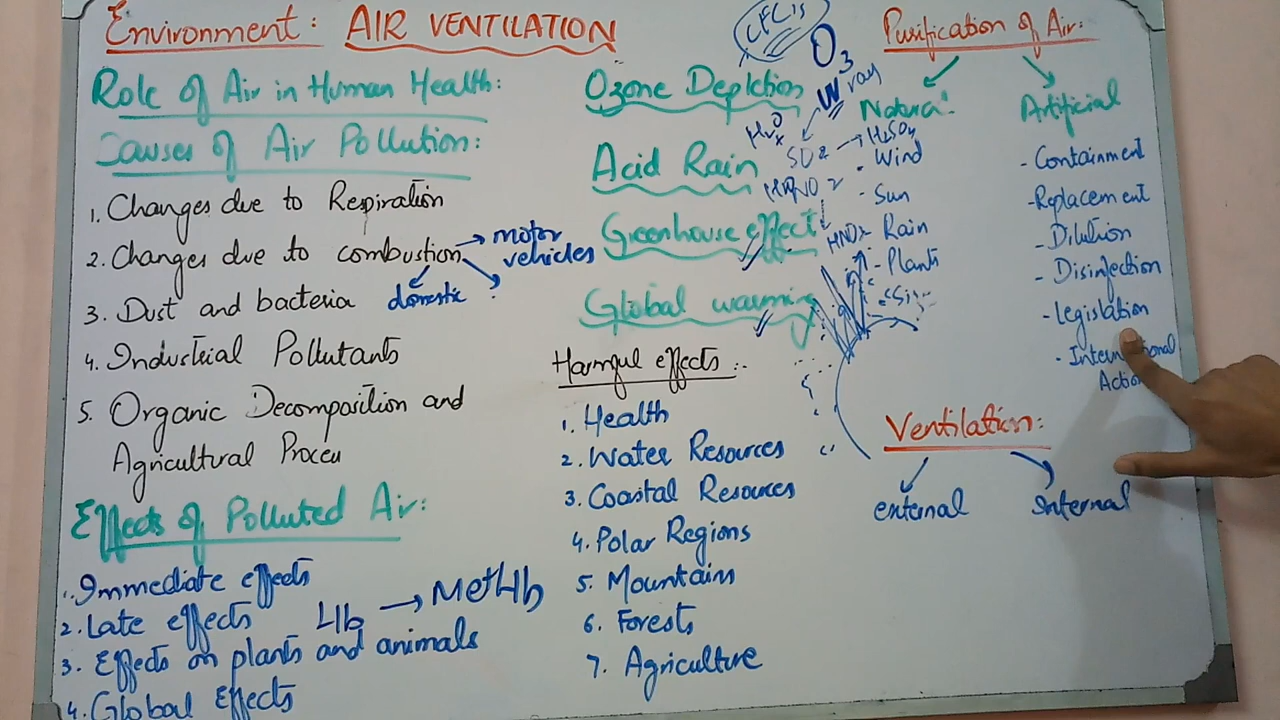 Environment: AIR VENTILATION
Role of Air in Human Health:
Causes of Air Pollution:
1. Changes due to Respiration
2. Changes due to combustion → motor vehicles
domestic
3. Dust and bacteria
4. Industrial Pollutants
5. Organic Decomposition and
Agricultural
Effects of Polluted Air:
1. Immediate effects
2. Late effects
Hb → MetHb
3. Effects on plants and animals
4. Global Effects
CFC's
O3
UV ray
Ozone Depletion
Acid Rain
SO2 → H2SO4
Greenhouse effect
Global warming
Harmful effects:
1. Health
2. Water Resources
3. Coastal Resources
4. Polar Regions
5. Mountains
6. Forests
7. Agriculture
Purification of Air:
Natural:
- Wind
- Sun
- Rain
- Plants
Artificial
- Containment
- Replacement
- Dilution
- Disinfection
- Legislation
- International
Action
Ventilation:
external
Internal